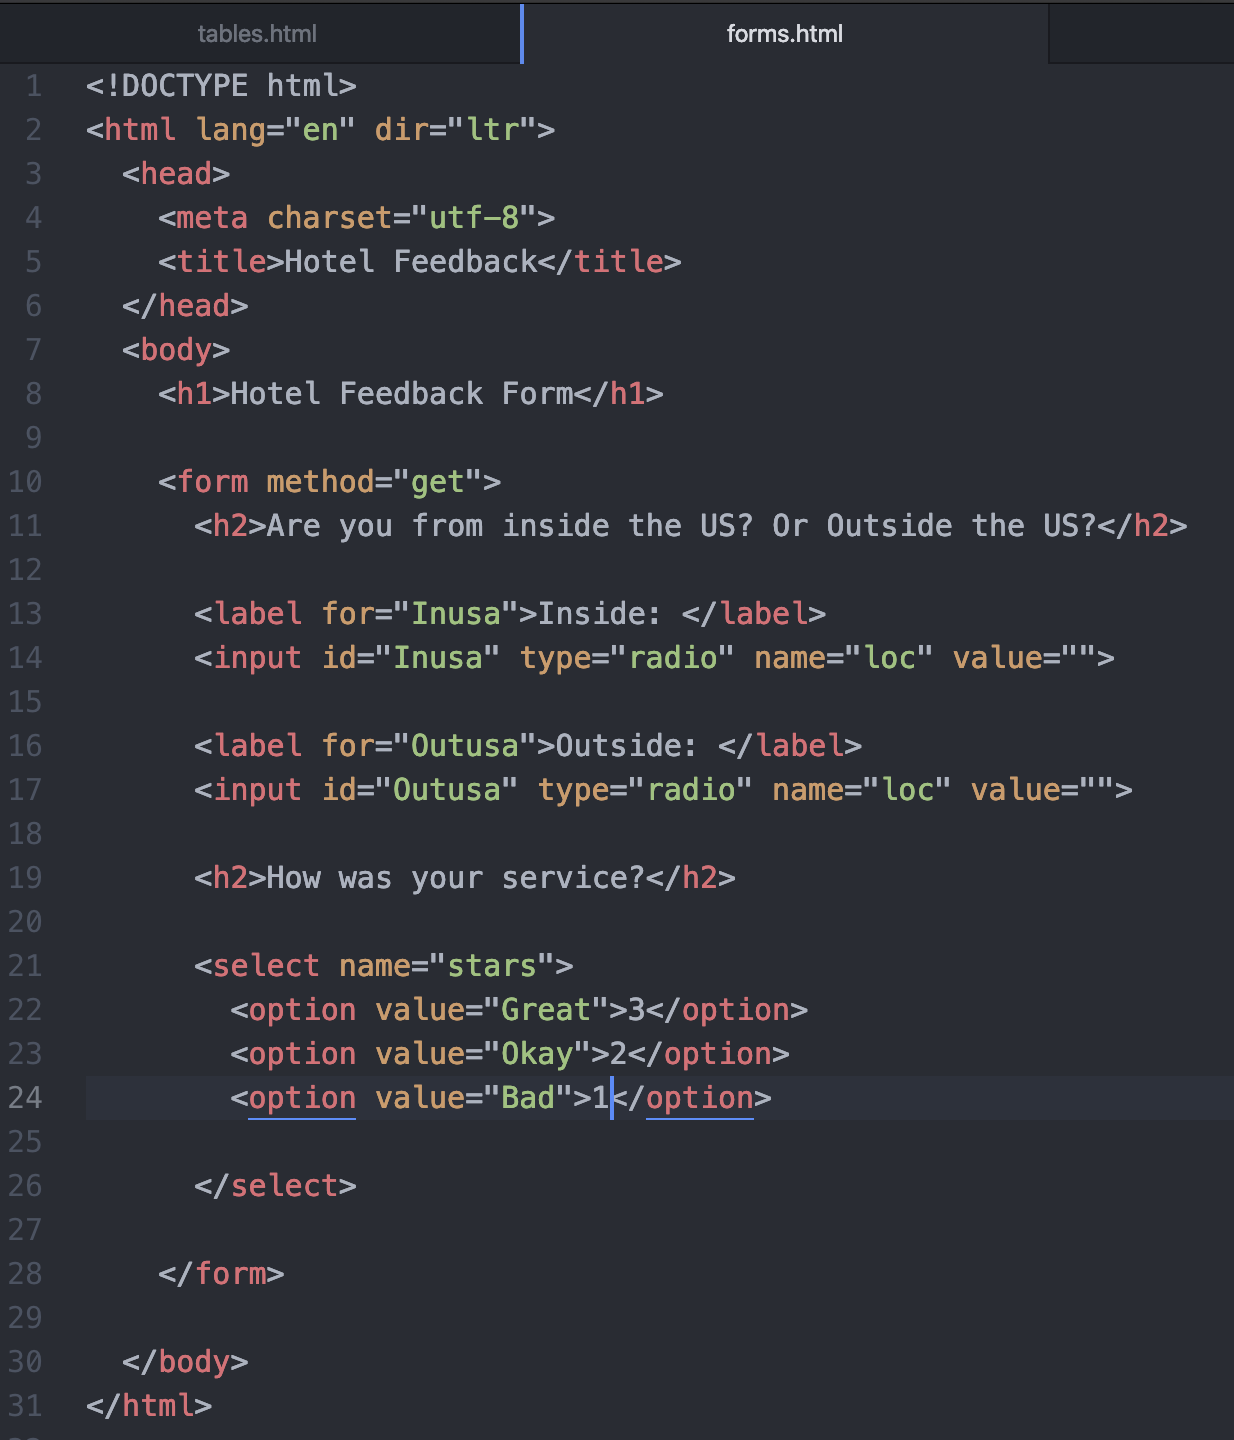 tables.html
forms.html
1 <!DOCTYPE html>
2 <html lang="en" dir="ltr">
3 <head>
4 <meta charset="utf-8">
5 <title>Hotel Feedback</title>
6 </head>
7 <body>
8 <h1>Hotel Feedback Form</h1>
9
10 <form method="get">
11 <h2>Are you from inside the US? Or Outside the US?</h2>
12
13 <label for="Inusa">Inside: </label>
14 <input id="Inusa" type="radio" name="loc" value="">
15
16 <label for="Outusa">Outside: </label>
17 <input id="Outusa" type="radio" name="loc" value="">
18
19 <h2>How was your service?</h2>
20
21 <select name="stars">
22 <option value="Great">3</option>
23 <option value="Okay">2</option>
24 <option value="Bad">1</option>
25
26 </select>
27
28 </form>
29
30 </body>
31 </html>